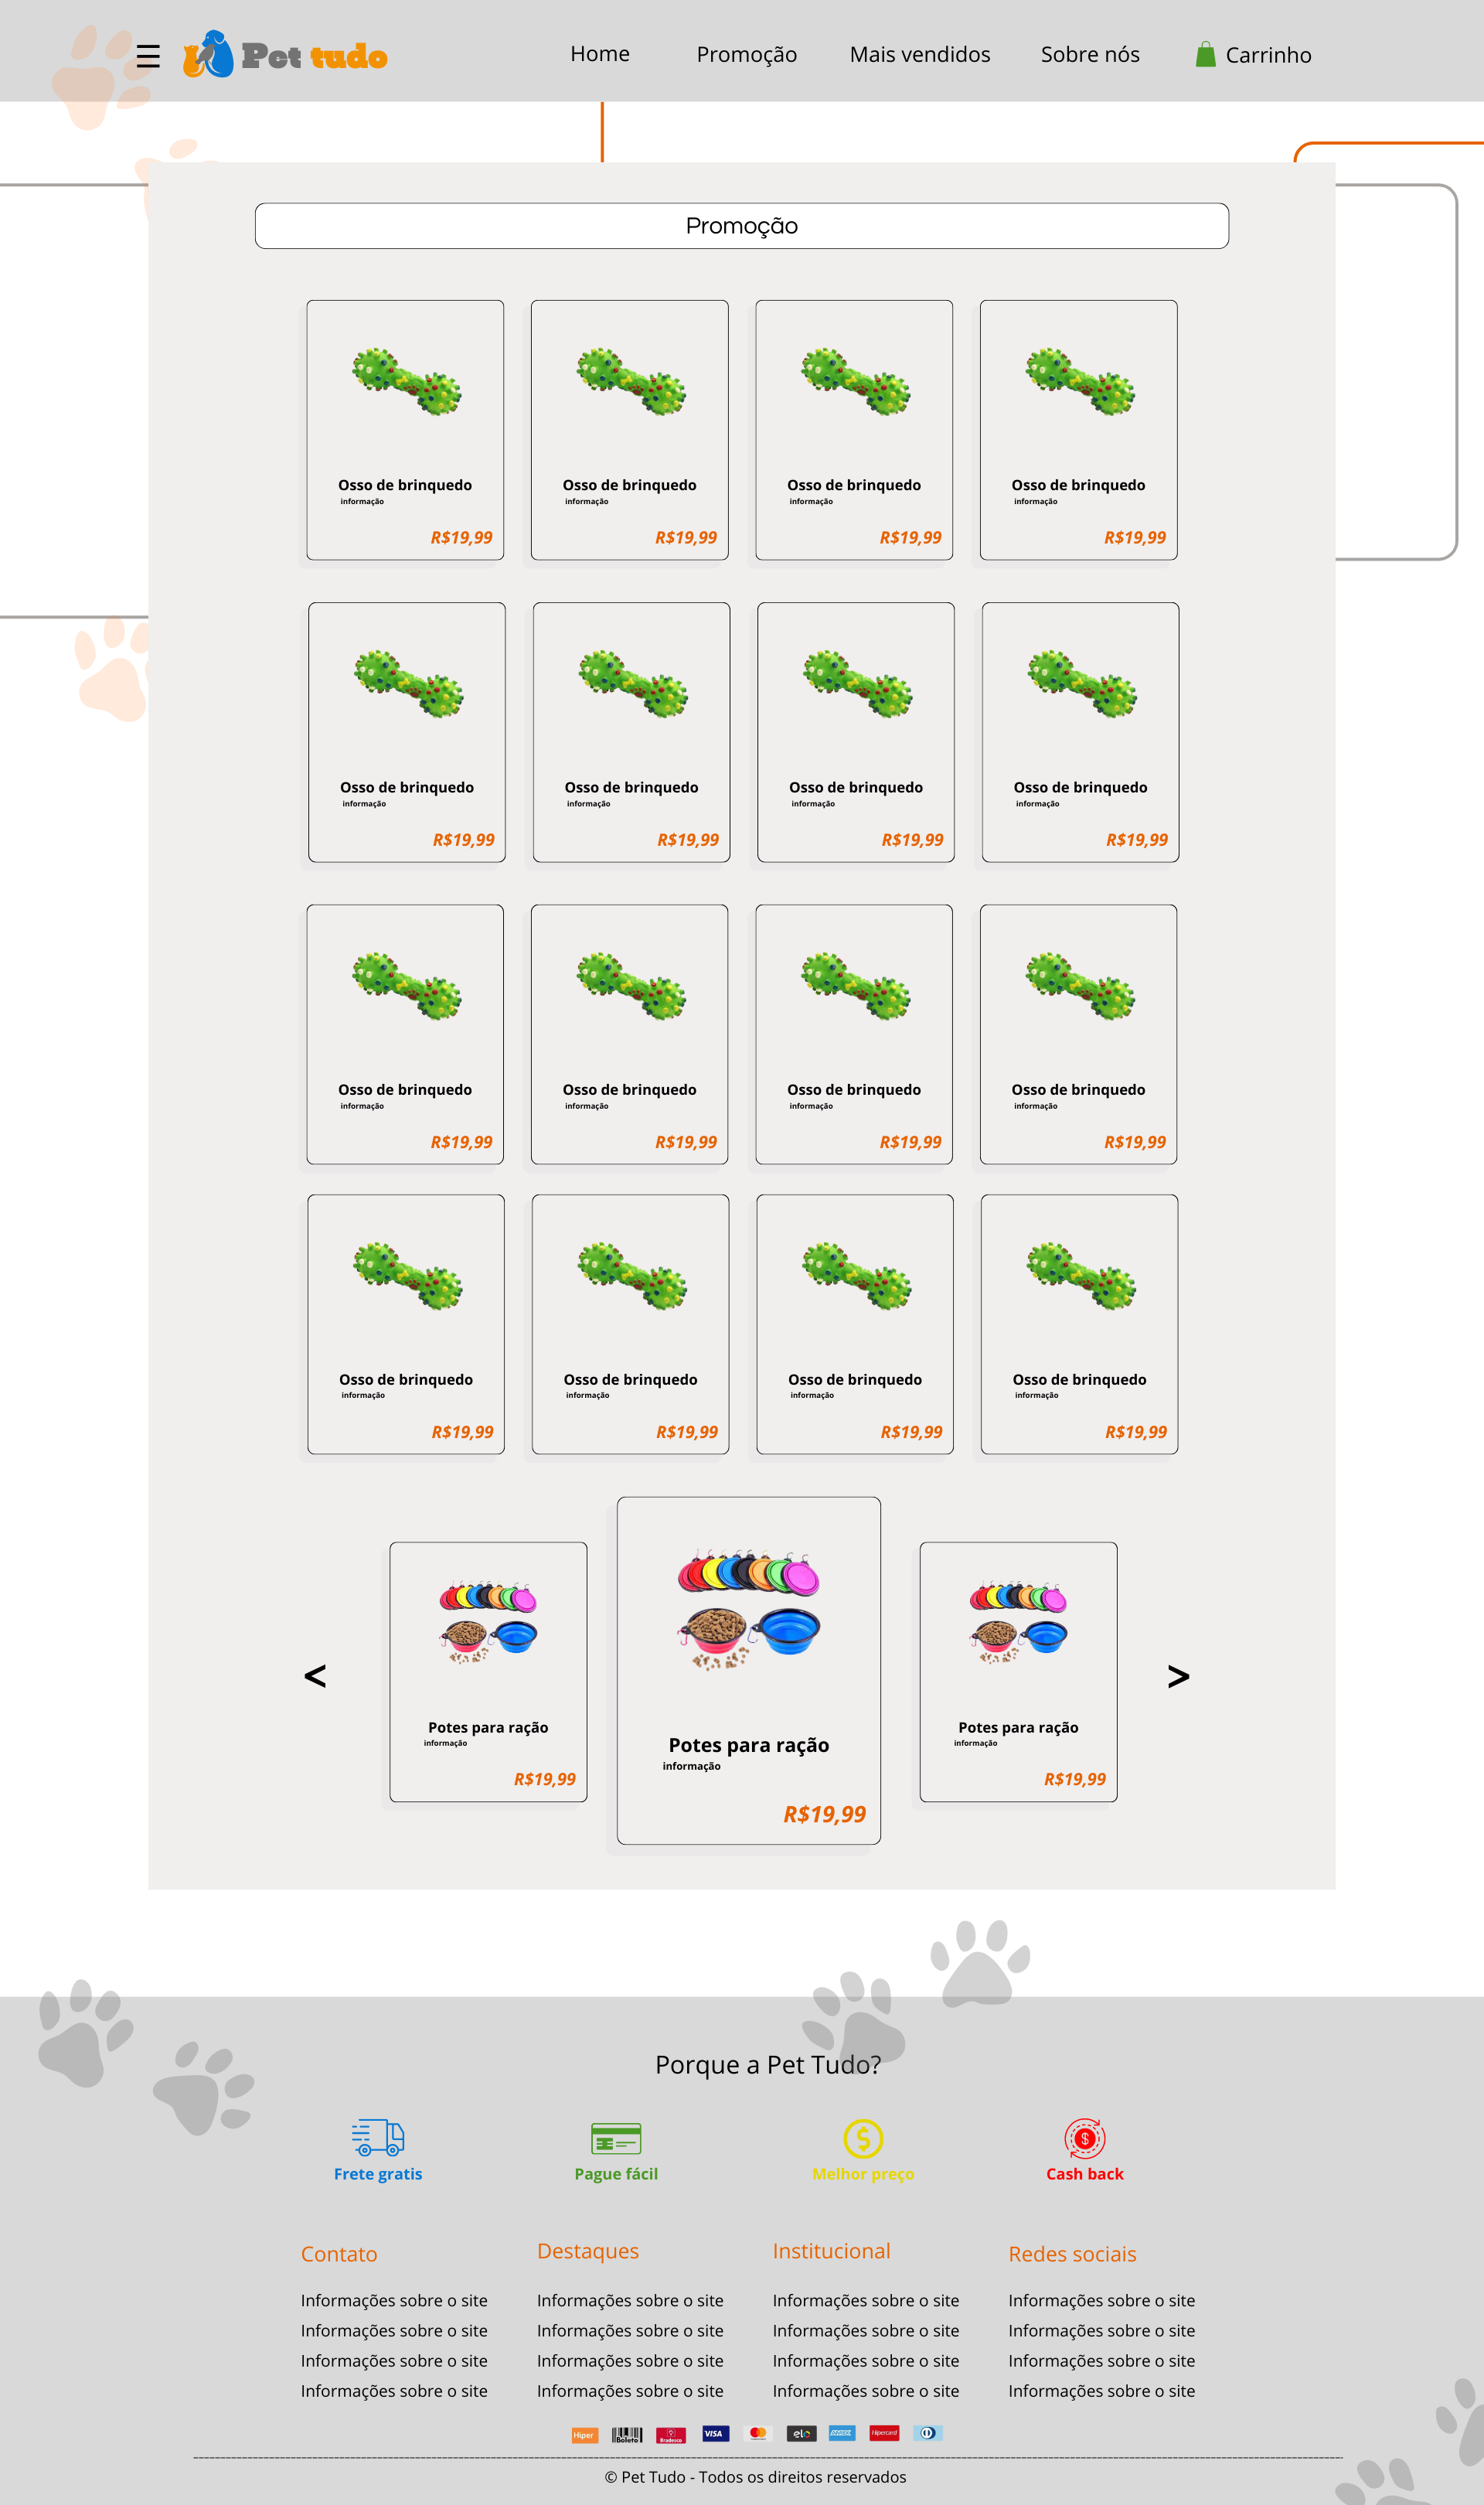 ☰ Pet tudo Home Promoção Mais vendidos Sobre nós Carrinho
Promoção
Osso de brinquedo Osso de brinquedo Osso de brinquedo Osso de brinquedo
informação informação informação informação
R$19,99 R$19,99 R$19,99 R$19,99
Osso de brinquedo Osso de brinquedo Osso de brinquedo Osso de brinquedo
informação informação informação informação
R$19,99 R$19,99 R$19,99 R$19,99
Osso de brinquedo Osso de brinquedo Osso de brinquedo Osso de brinquedo
informação informação informação informação
R$19,99 R$19,99 R$19,99 R$19,99
Osso de brinquedo Osso de brinquedo Osso de brinquedo Osso de brinquedo
informação informação informação informação
R$19,99 R$19,99 R$19,99 R$19,99
< >
Potes para ração Potes para ração Potes para ração
informação informação informação
R$19,99 R$19,99 R$19,99
Porque a Pet Tudo?
Frete gratis Pague fácil Melhor preço Cash back
Contato Destaques Institucional Redes sociais
Informações sobre o site Informações sobre o site Informações sobre o site Informações sobre o site
Informações sobre o site Informações sobre o site Informações sobre o site Informações sobre o site
Informações sobre o site Informações sobre o site Informações sobre o site Informações sobre o site
Informações sobre o site Informações sobre o site Informações sobre o site Informações sobre o site
Hiper Boleto Bradesco VISA elo Hipercard
© Pet Tudo - Todos os direitos reservados